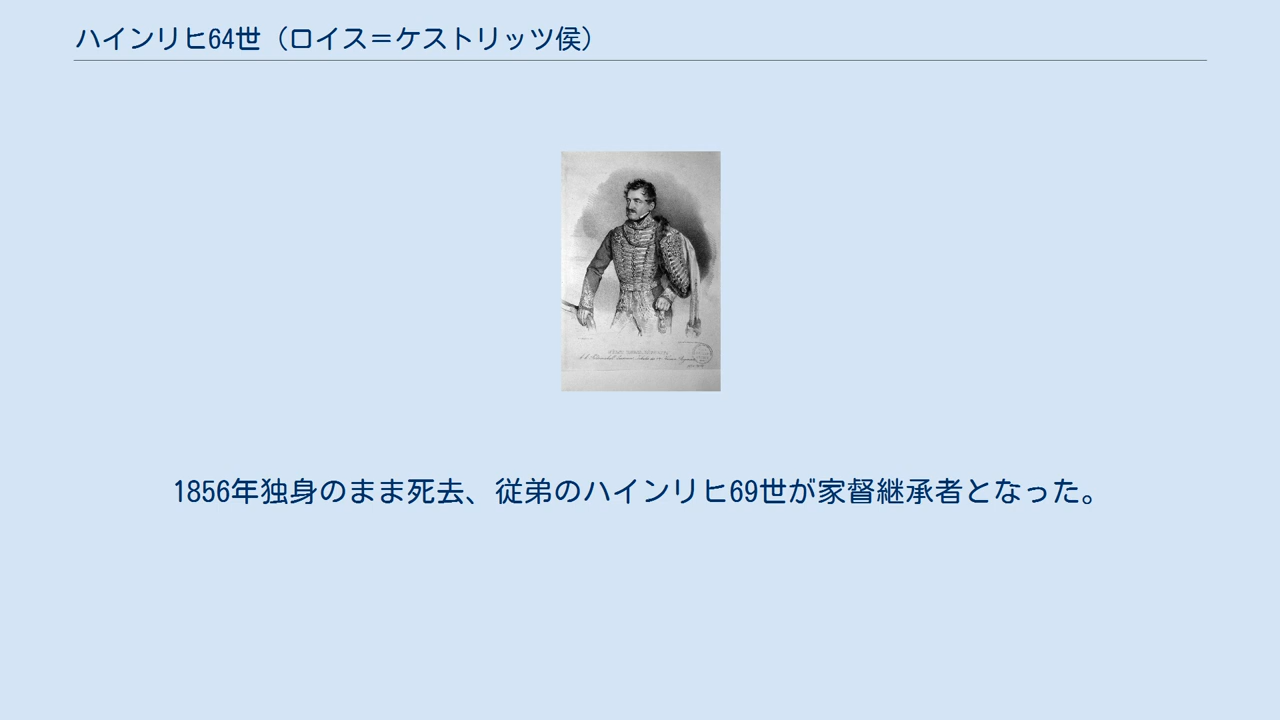 ハインリヒ64世（ロイス＝ケストリッツ侯）
1856年独身のまま死去、従弟のハインリヒ69世が家督継承者となった。